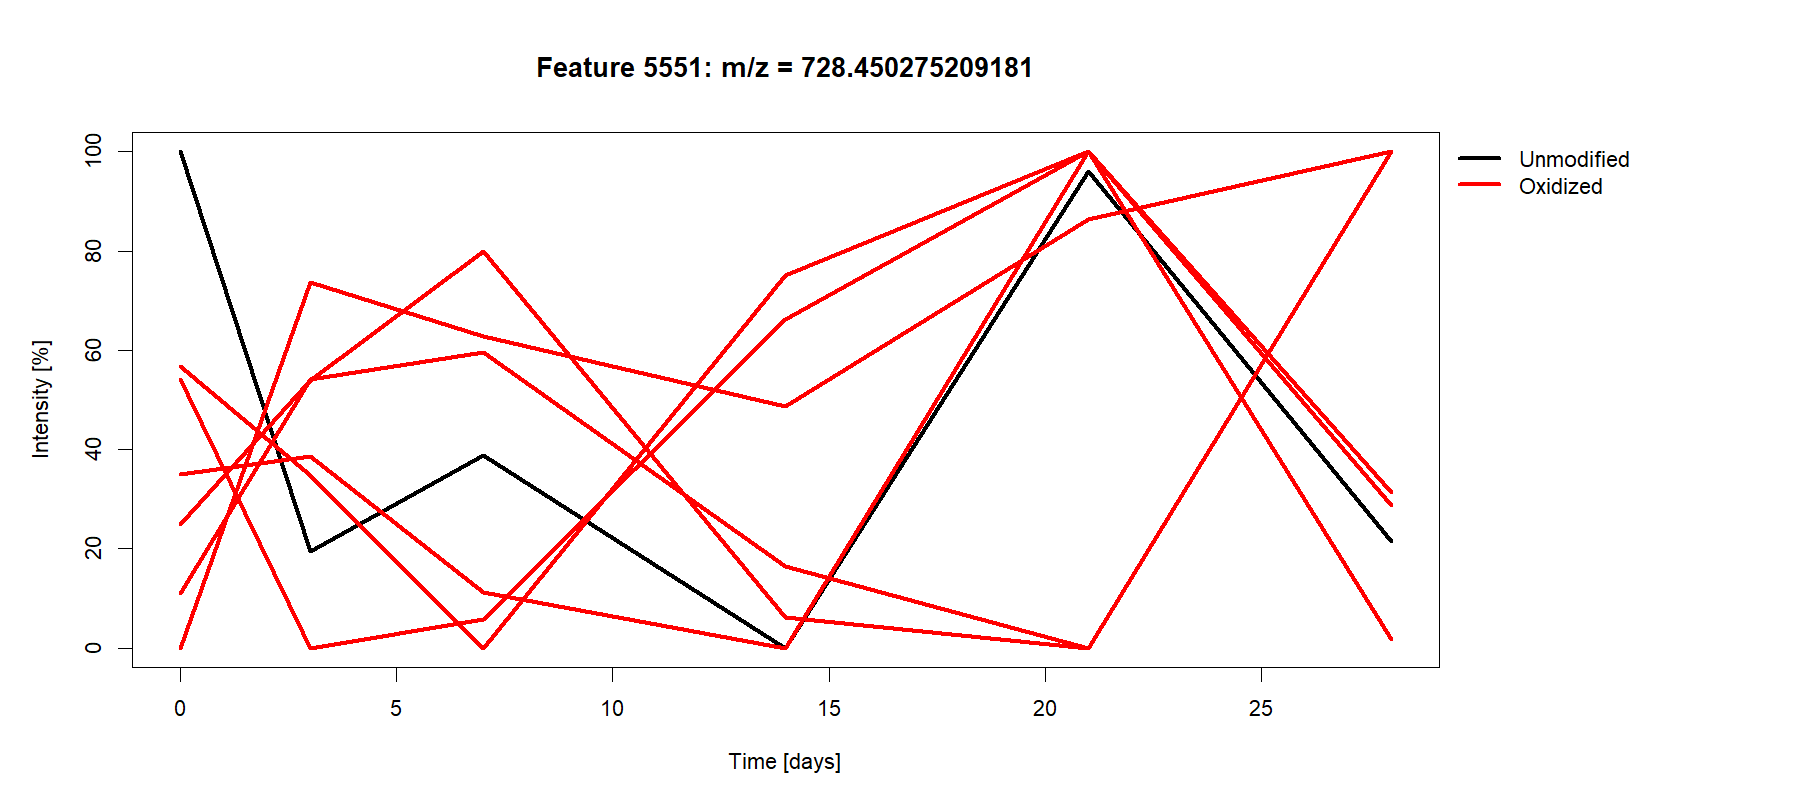 Feature 5551: m/z = 728.450275209181
Unmodified
Oxidized
Intensity [%]
100
80
60
40
20
0
0 5 10 15 20 25
Time [days]